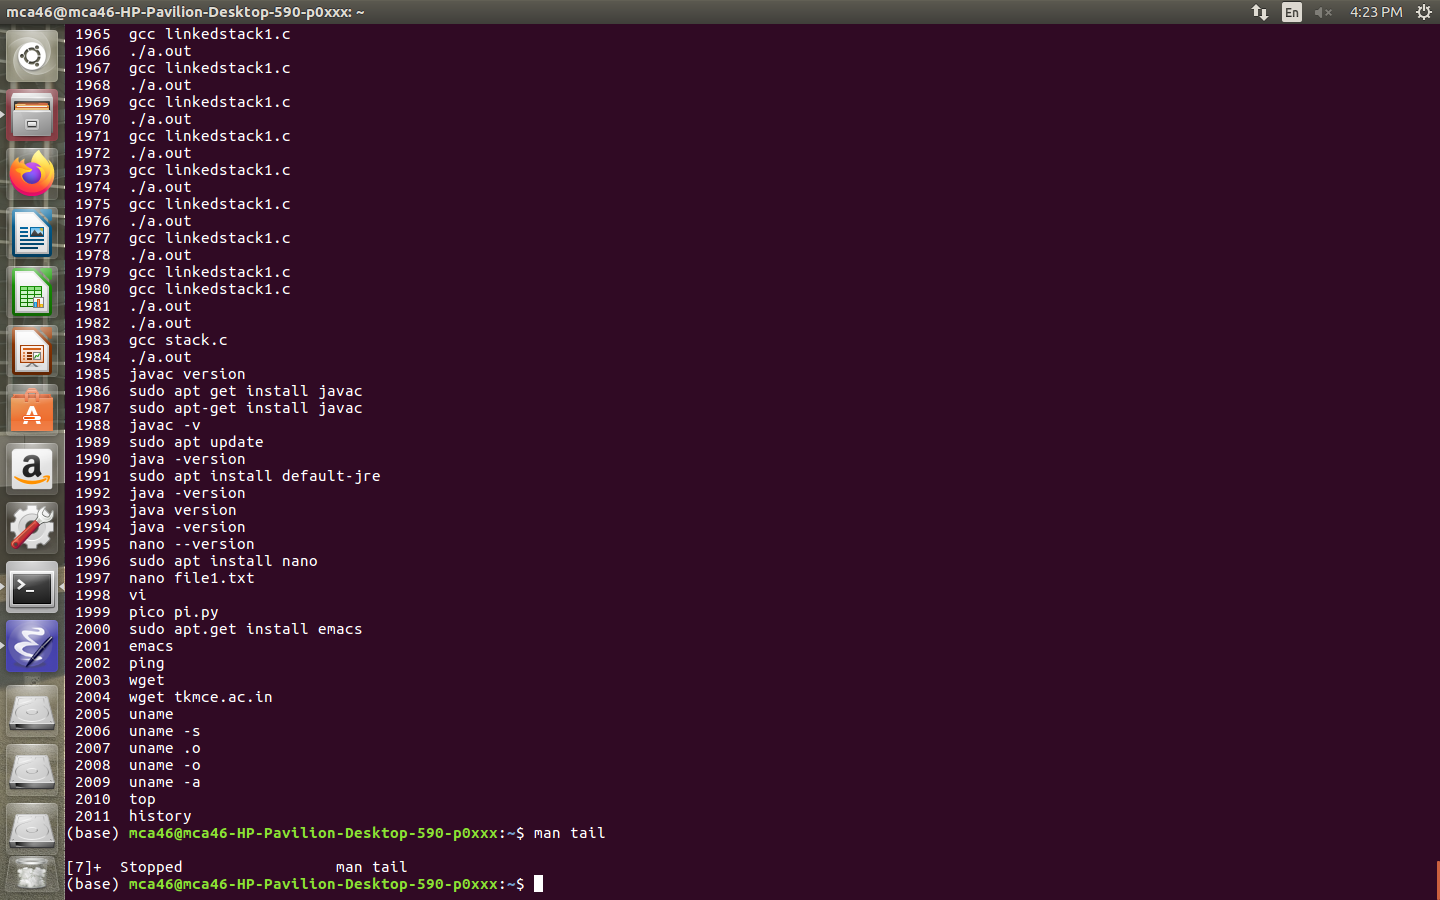 mca46@mca46-HP-Pavilion-Desktop-590-p0xxx: ~
En
4:23 PM
1965 gcc linkedstack1.c
1966 ./a.out
1967 gcc linkedstack1.c
1968 ./a.out
1969 gcc linkedstack1.c
1970 ./a.out
1971 gcc linkedstack1.c
1972 ./a.out
1973 gcc linkedstack1.c
1974 ./a.out
1975 gcc linkedstack1.c
1976 ./a.out
1977 gcc linkedstack1.c
1978 ./a.out
1979 gcc linkedstack1.c
1980 gcc linkedstack1.c
1981 ./a.out
1982 ./a.out
1983 gcc stack.c
1984 ./a.out
1985 javac version
1986 sudo apt get install javac
1987 sudo apt-get install javac
1988 javac -v
1989 sudo apt update
1990 java -version
1991 sudo apt install default-jre
1992 java -version
1993 java version
1994 java -version
1995 nano --version
1996 sudo apt install nano
1997 nano file1.txt
1998 vi
1999 pico pi.py
2000 sudo apt.get install emacs
2001 emacs
2002 ping
2003 wget
2004 wget tkmce.ac.in
2005 uname
2006 uname -s
2007 uname .o
2008 uname -o
2009 uname -a
2010 top
2011 history
(base) mca46@mca46-HP-Pavilion-Desktop-590-p0xxx:~$ man tail
[7]+ Stopped man tail
(base) mca46@mca46-HP-Pavilion-Desktop-590-p0xxx:~$